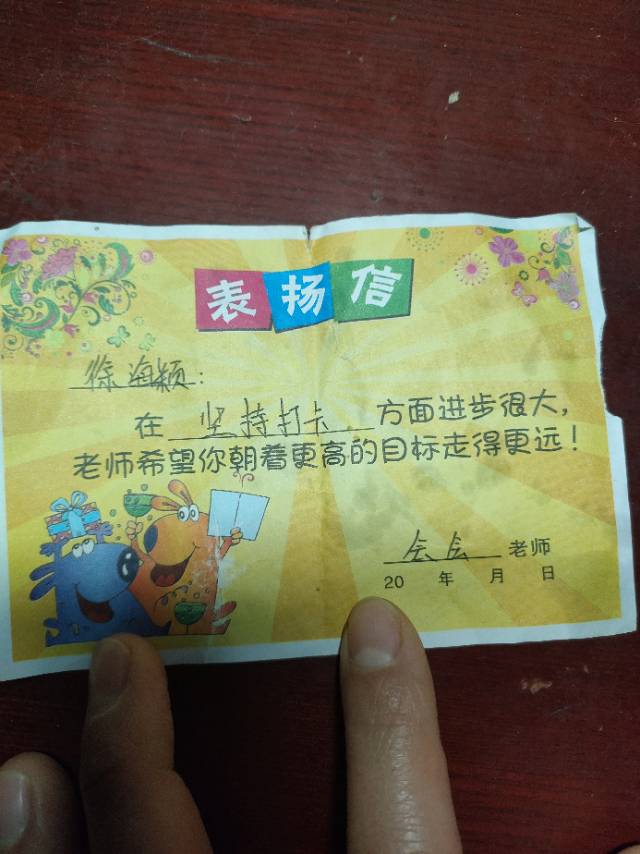 表扬信
徐海颖:
在 坚持打卡 方面进步很大,
老师希望你朝着更高的目标走得更远!
会会 老师
20 年 月 日